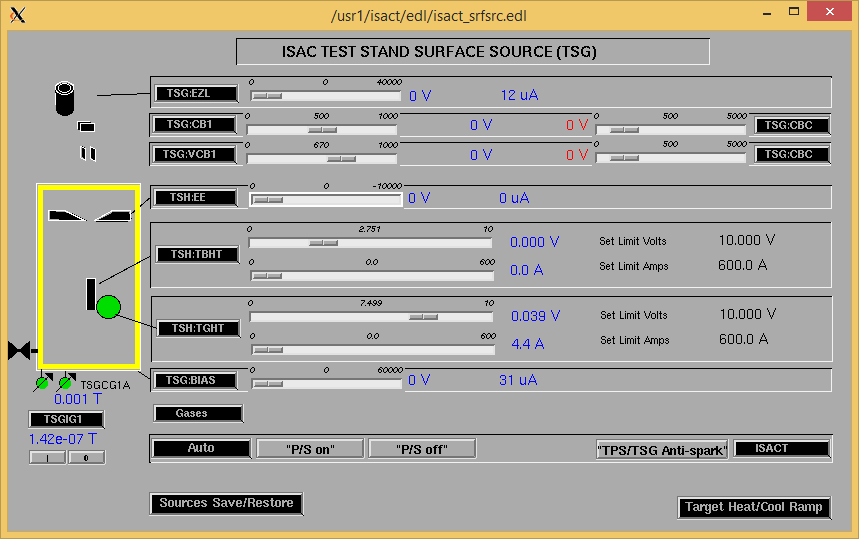 /usr1/isact/edl/isact_srfsrc.edl
ISAC TEST STAND SURFACE SOURCE (TSG)
0 0 40000
TSG:EZL 0 V 12 uA
0 500 1000 0 500 5000
TSG:CB1 0 V 0 V TSG:CBC
0 670 1000 0 500 5000
TSG:VCB1 0 V 0 V TSG:CBC
0 0 -10000
TSH:EE 0 V 0 uA
0 2.751 10
0.000 V Set Limit Volts 10.000 V
TSH:TBHT
0 0.0 600
0.0 A Set Limit Amps 600.0 A
0 7.499 10
0.039 V Set Limit Volts 10.000 V
TSH:TGHT
0 0.0 600
4.4 A Set Limit Amps 600.0 A
0 0 60000
TSG:BIAS 0 V 31 uA
TSGCG1A
0.001 T
Gases
TSGIG1
1.42e-07 T
I 0
Auto "P/S on" "P/S off" "TPS/TSG Anti-spark" ISACT
Sources Save/Restore
Target Heat/Cool Ramp